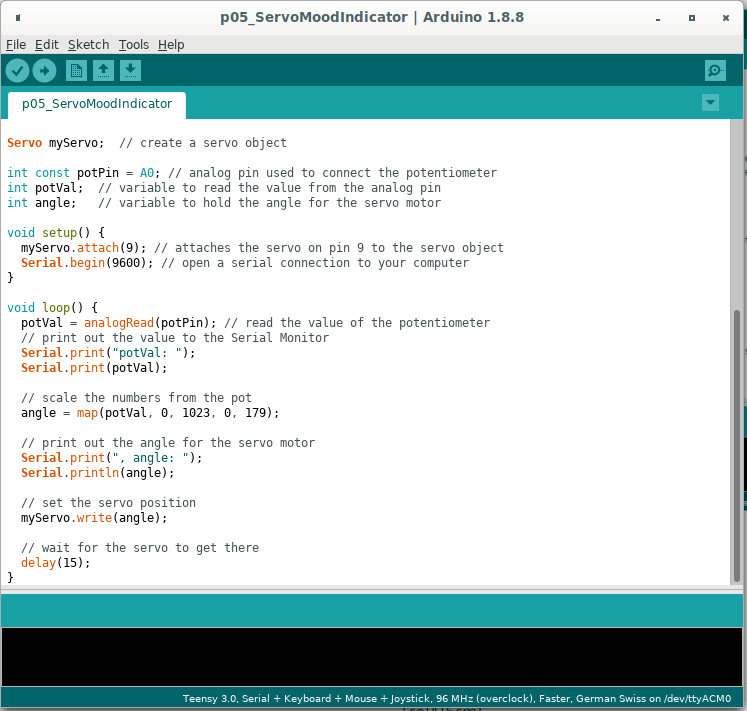 p05_ServoMoodIndicator | Arduino 1.8.8
File Edit Sketch Tools Help
p05_ServoMoodIndicator
Servo myServo;  // create a servo object
int const potPin = A0; // analog pin used to connect the potentiometer
int potVal;  // variable to read the value from the analog pin
int angle;   // variable to hold the angle for the servo motor
void setup() {
  myServo.attach(9); // attaches the servo on pin 9 to the servo object
  Serial.begin(9600); // open a serial connection to your computer
}
void loop() {
  potVal = analogRead(potPin); // read the value of the potentiometer
  // print out the value to the Serial Monitor
  Serial.print("potVal: ");
  Serial.print(potVal);
  // scale the numbers from the pot
  angle = map(potVal, 0, 1023, 0, 179);
  // print out the angle for the servo motor
  Serial.print(", angle: ");
  Serial.println(angle);
  // set the servo position
  myServo.write(angle);
  // wait for the servo to get there
  delay(15);
}
Teensy 3.0, Serial + Keyboard + Mouse + Joystick, 96 MHz (overclock), Faster, German Swiss on /dev/ttyACM0